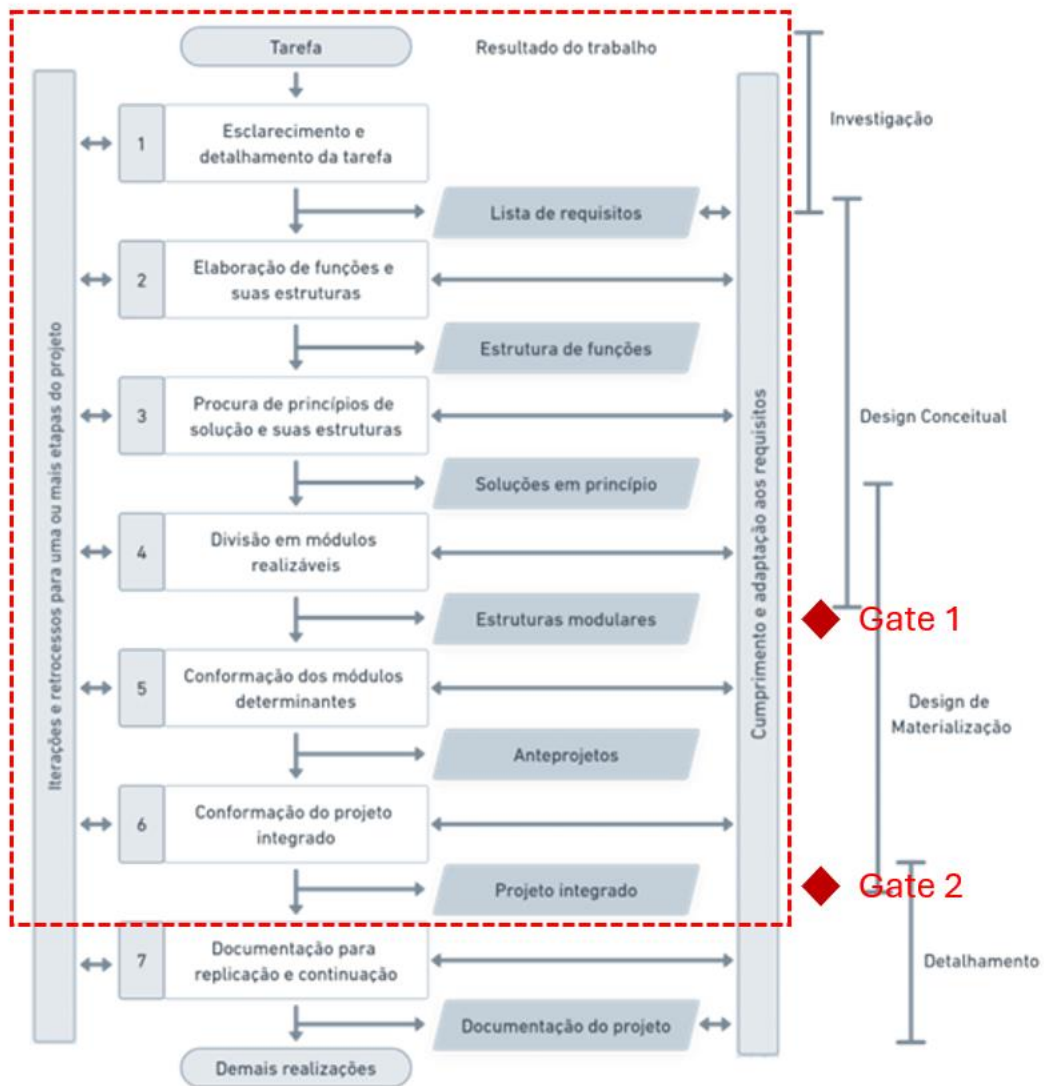 Tarefa
Resultado do trabalho
Investigação
1
Esclarecimento e
detalhamento da tarefa
Lista de requisitos
2
Elaboração de funções e
suas estruturas
Estrutura de funções
Iterações e retrocessos para uma ou mais etapas do projeto
3
Procura de princípios de
solução e suas estruturas
Cumprimento e adaptação aos requisitos
Design Conceitual
Soluções em princípio
4
Divisão em módulos
realizáveis
Estruturas modulares
Gate 1
5
Conformação dos módulos
determinantes
Design de
Materialização
Anteprojetos
6
Conformação do projeto
integrado
Projeto integrado
Gate 2
7
Documentação para
replicação e continuação
Detalhamento
Documentação do projeto
Demais realizações